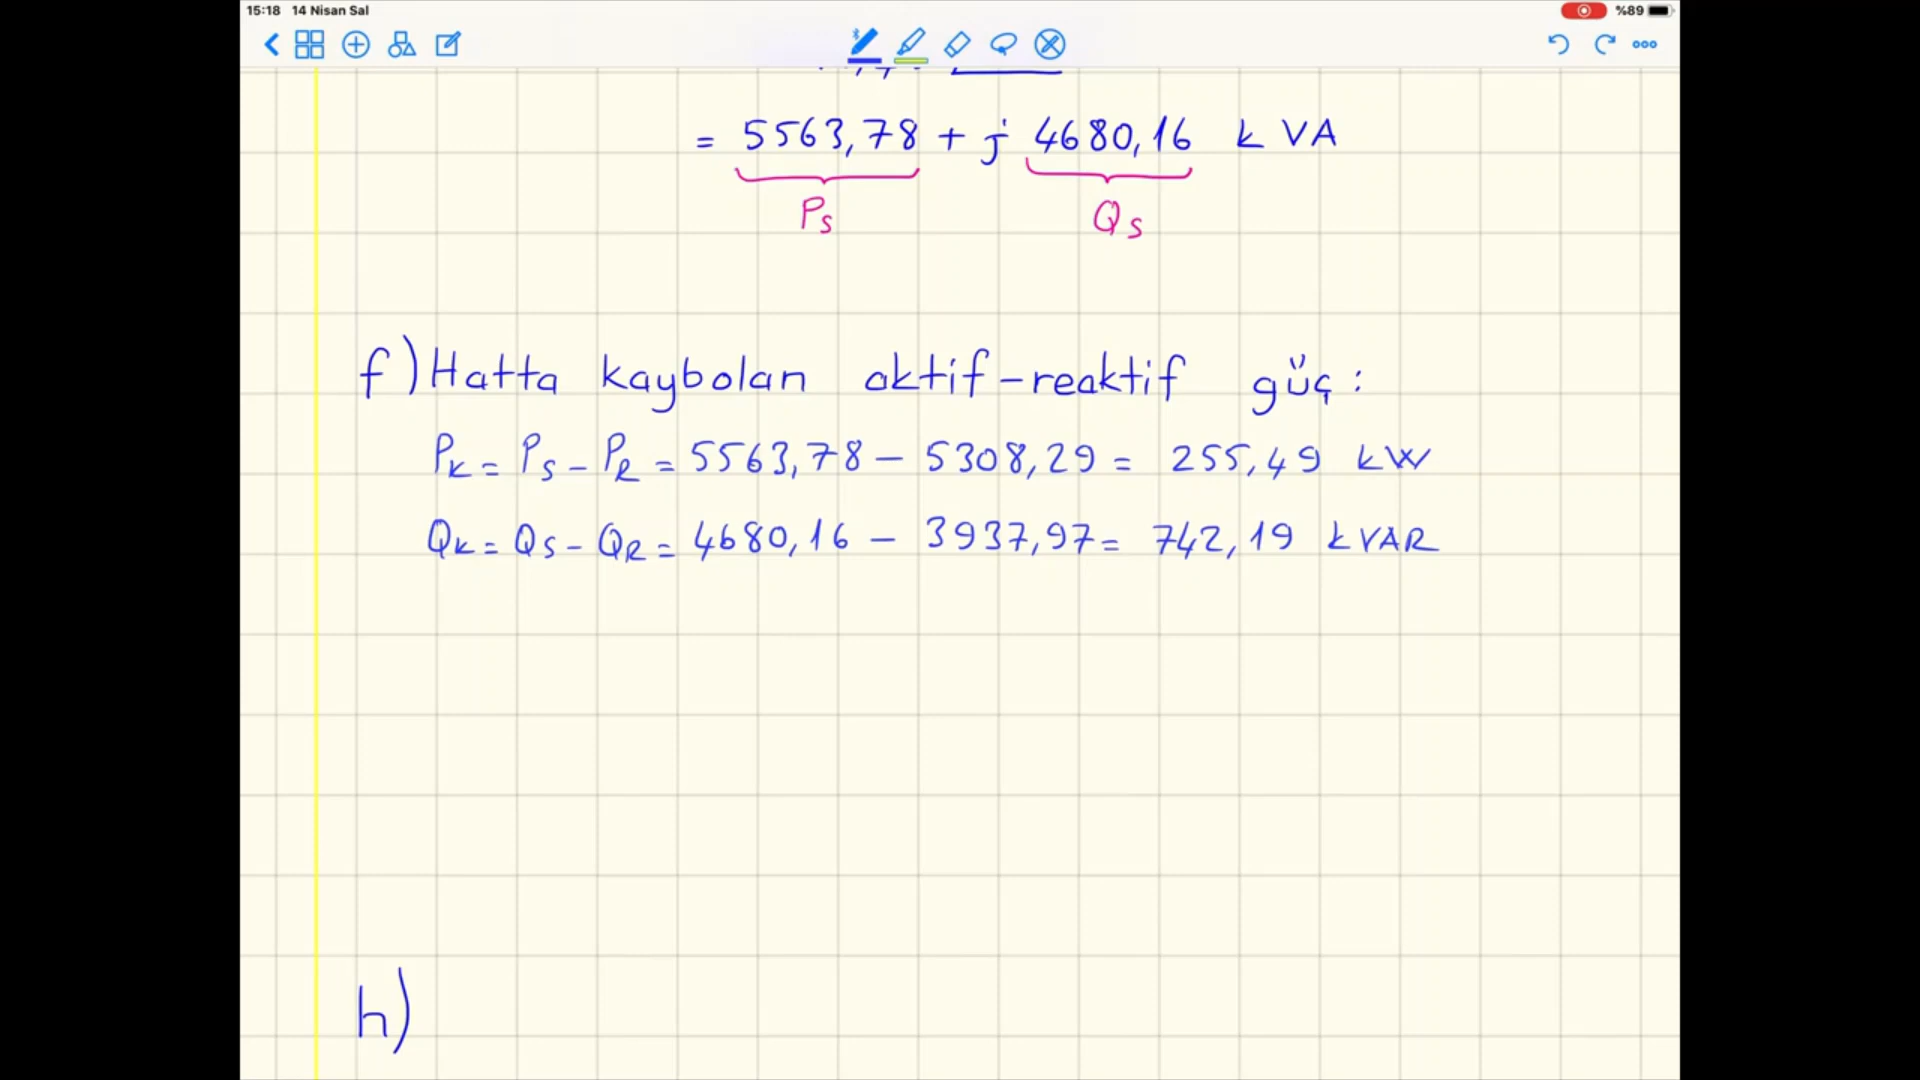 15:18 14 Nisan Sal %89
= 5563,78 + j 4680,16 kVA
Ps Qs
f) Hatta kaybolan aktif-reaktif güç:
PK = PS - PR = 5563,78 - 5308,29 = 255,49 kW
QK = QS - QR = 4680,16 - 3937,97 = 742,19 kVAR
h)